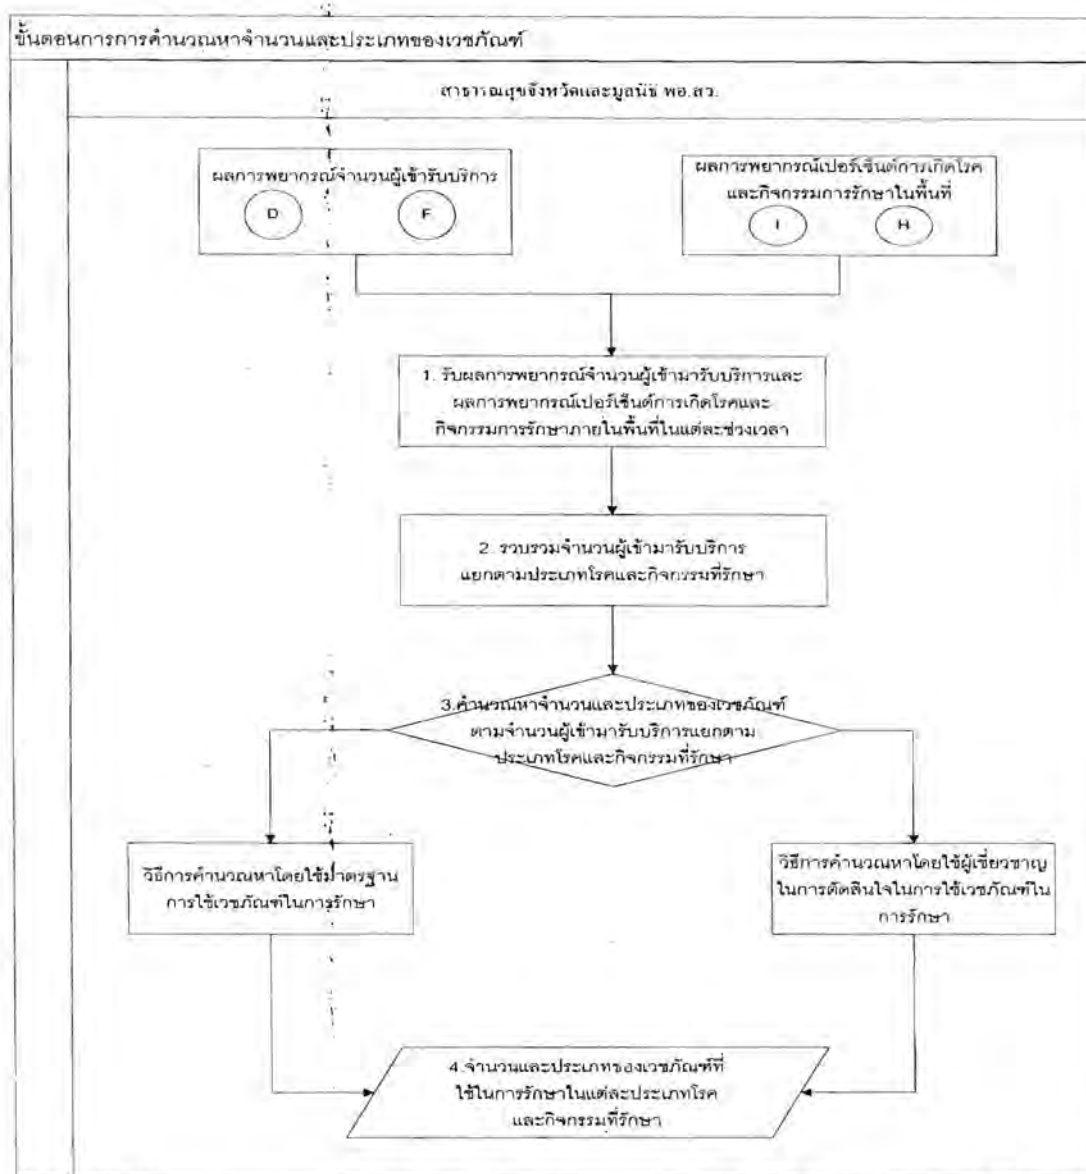 ขั้นตอนการการคำนวณหาจำนวนและประเภทของเวชภัณฑ์
สาธารณสุขจังหวัดและมูลนิธิ พอ.สว.
ผลการพยากรณ์จำนวนผู้เข้ารับบริการ
D
F
ผลการพยากรณ์เปอร์เซ็นต์การเกิดโรค
และกิจกรรมการรักษาในพื้นที่
I
H
1. รับผลการพยากรณ์จำนวนผู้เข้ามารับบริการและ
ผลการพยากรณ์เปอร์เซ็นต์การเกิดโรคและ
กิจกรรมการรักษาภายในพื้นที่ในแต่ละช่วงเวลา
2. รวบรวมจำนวนผู้เข้ามารับบริการ
แยกตามประเภทโรคและกิจกรรมที่รักษา
3.คำนวณหาจำนวนและประเภทของเวชภัณฑ์
ตามจำนวนผู้เข้ามารับบริการแยกตาม
ประเภทโรคและกิจกรรมที่รักษา
วิธีการคำนวณหาโดยใช้มาตรฐาน
การใช้เวชภัณฑ์ในการรักษา
วิธีการคำนวณหาโดยใช้ผู้เชี่ยวชาญ
ในการตัดสินใจในการใช้เวชภัณฑ์ใน
การรักษา
4.จำนวนและประเภทของเวชภัณฑ์ที่
ใช้ในการรักษาในแต่ละประเภทโรค
และกิจกรรมที่รักษา